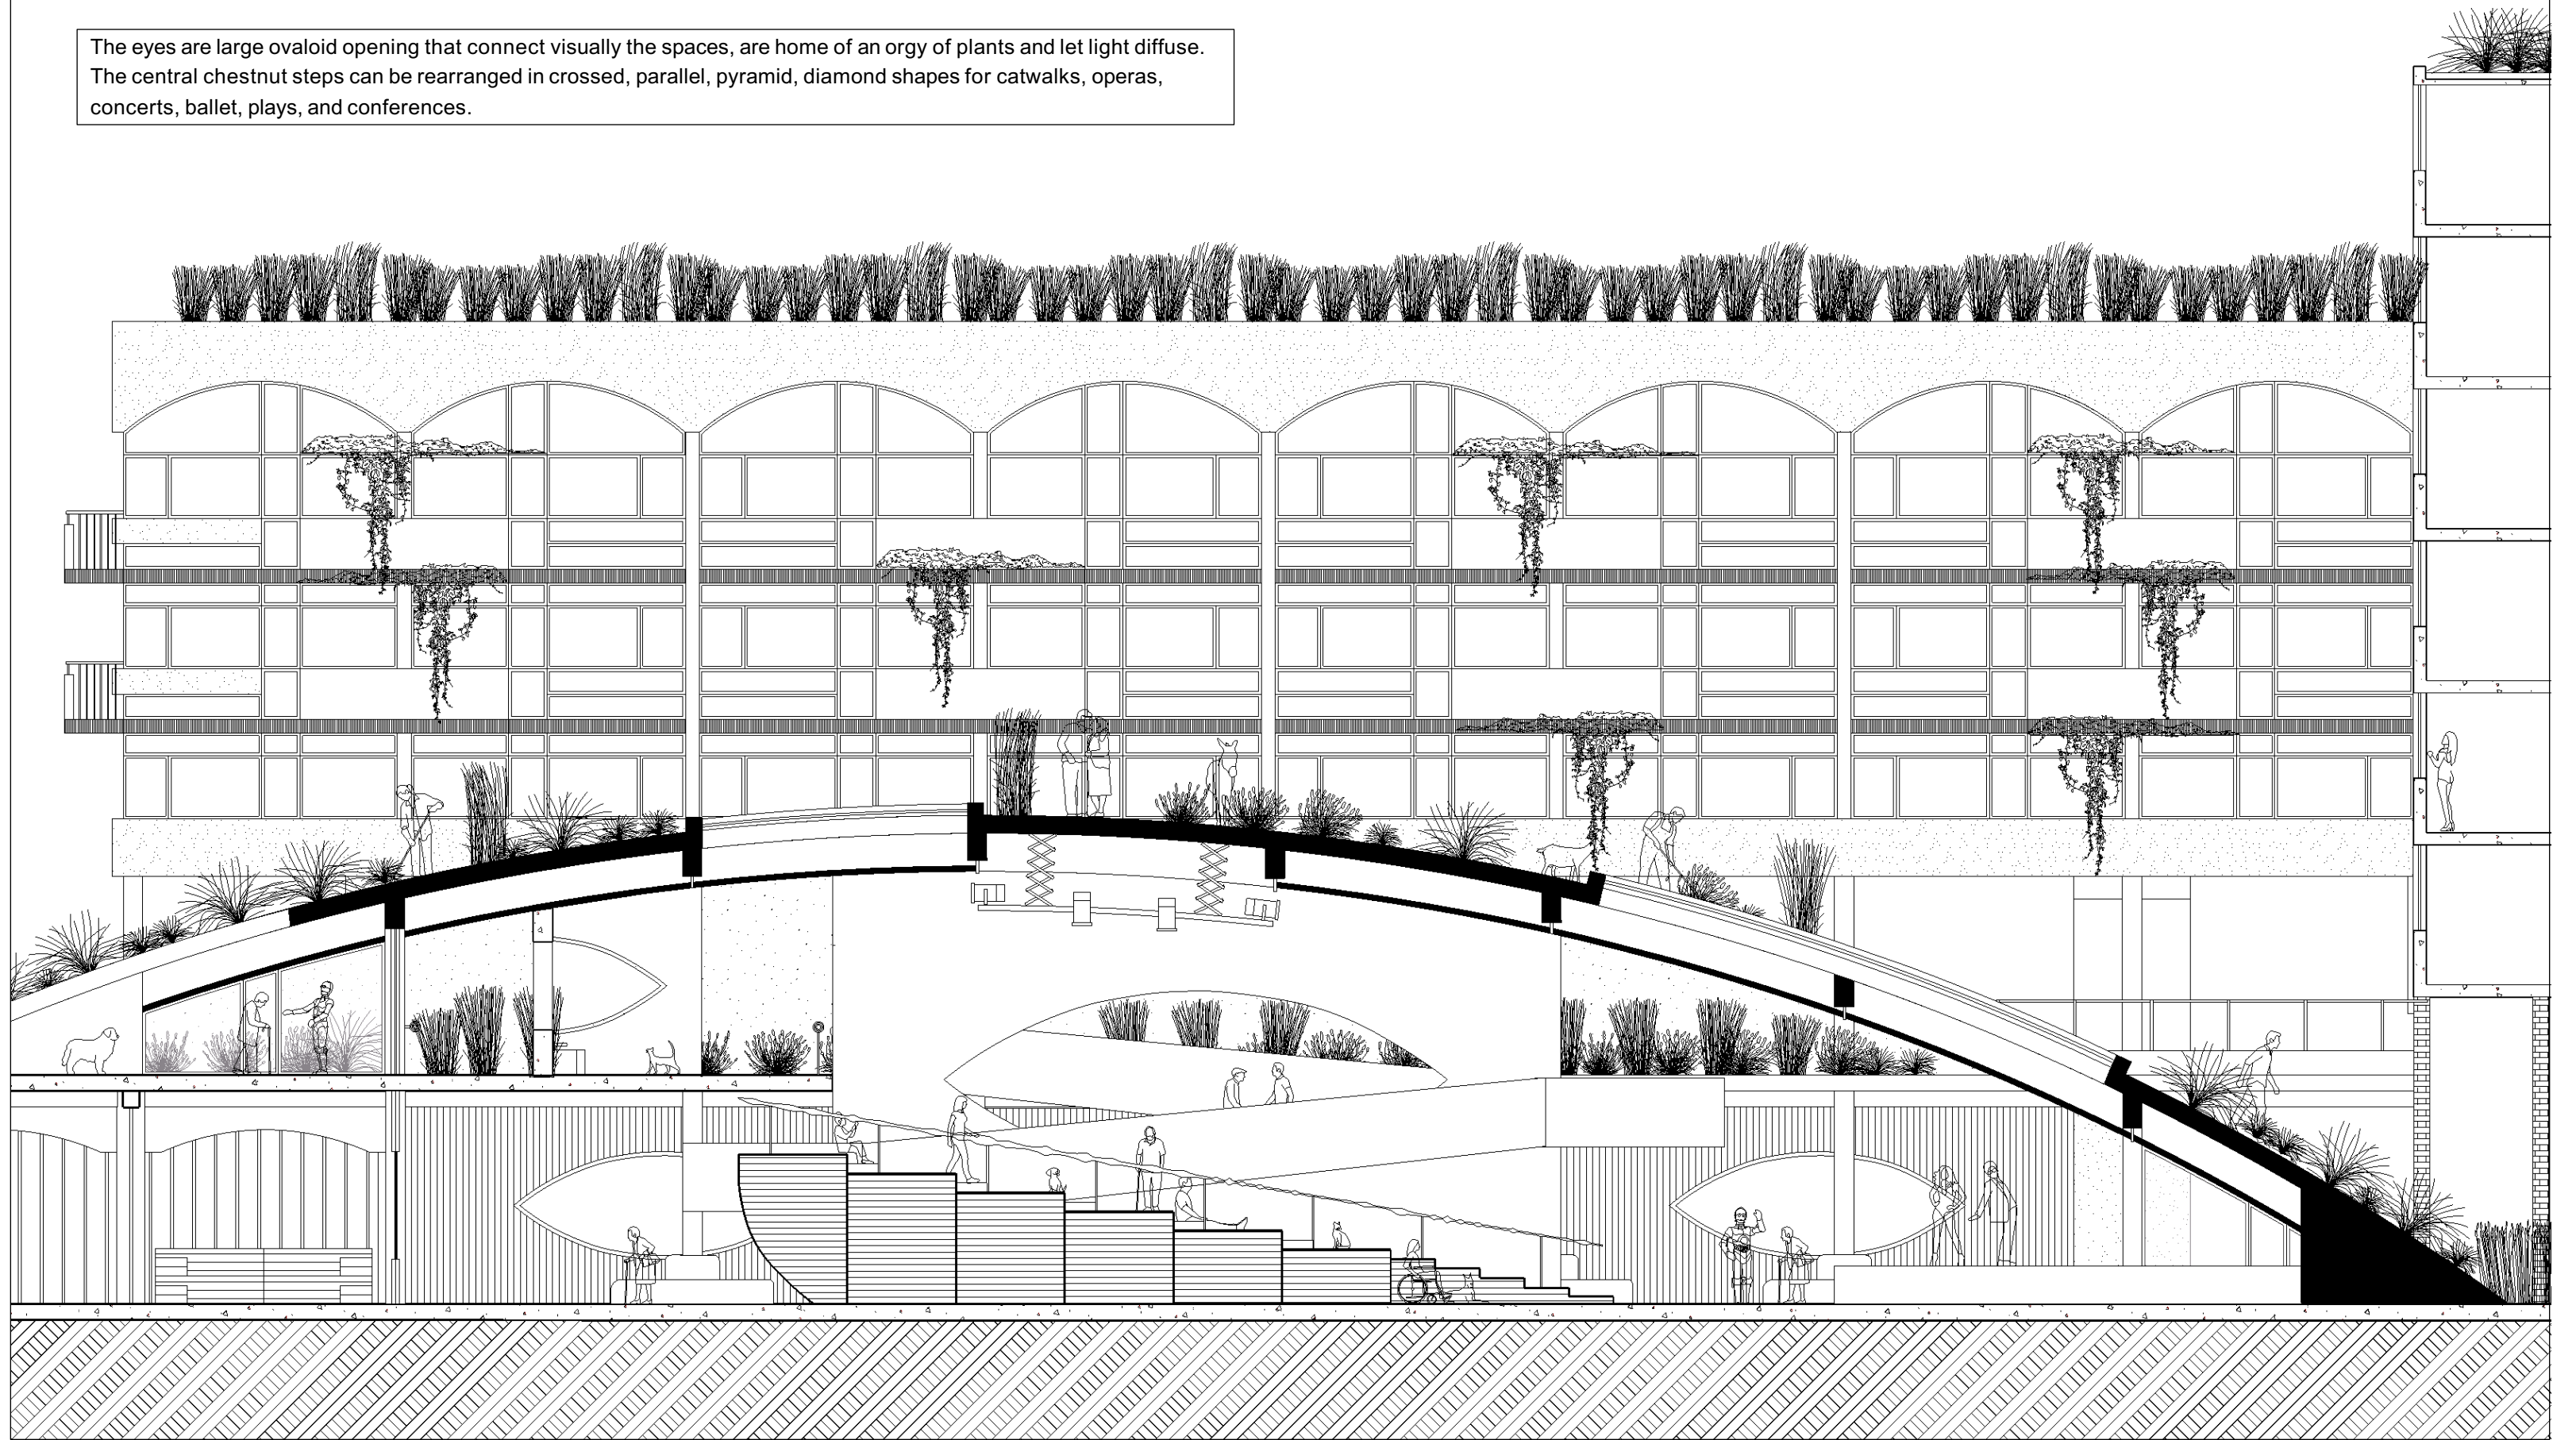 The eyes are large ovaloid opening that connect visually the spaces, are home of an orgy of plants and let light diffuse.
The central chestnut steps can be rearranged in crossed, parallel, pyramid, diamond shapes for catwalks, operas,
concerts, ballet, plays, and conferences.